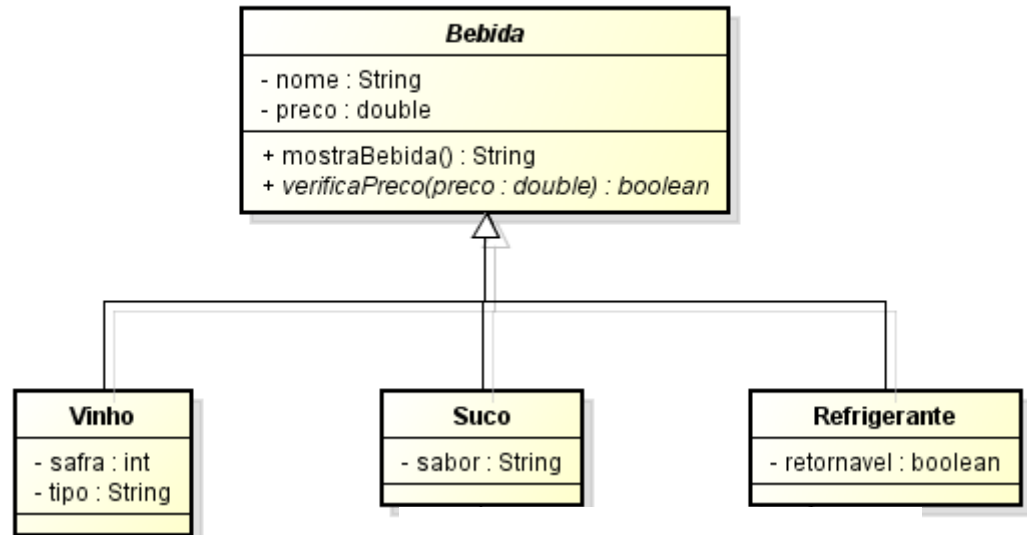 Bebida
- nome : String
- preco : double
+ mostraBebida() : String
+ verificaPreco(preco : double) : boolean
Vinho
- safra : int
- tipo : String
Suco
- sabor : String
Refrigerante
- retornavel : boolean